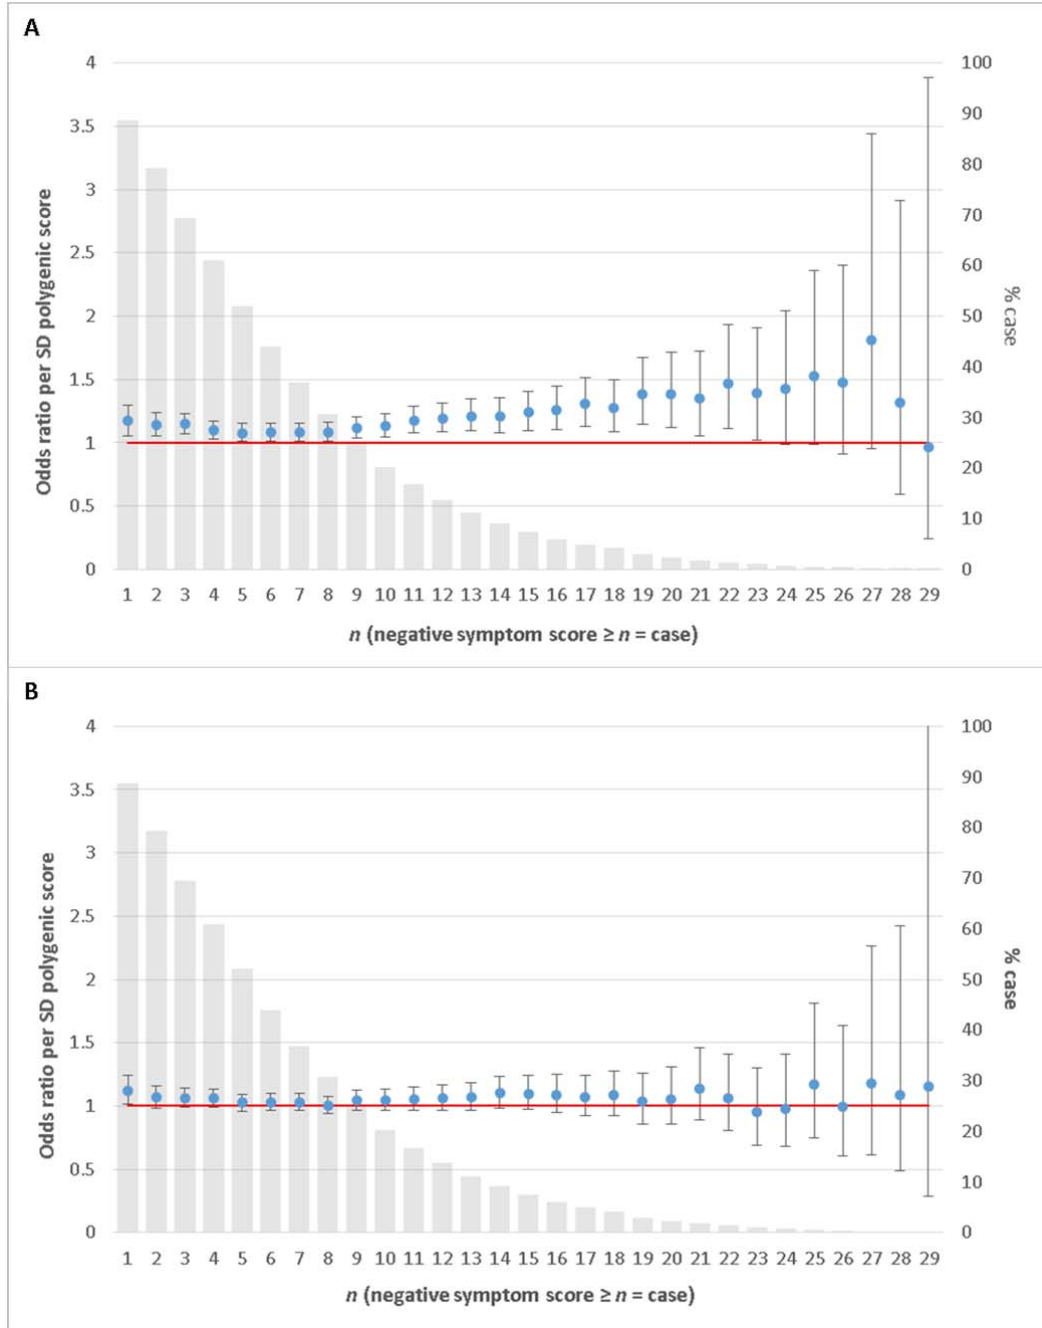 A
4 100
3.5 90
80
3 70
2.5 60
2 50
40
1.5 30
1 20
0.5 10
0 0
Odds ratio per SD polygenic score
% case
1 2 3 4 5 6 7 8 9 10 11 12 13 14 15 16 17 18 19 20 21 22 23 24 25 26 27 28 29
n (negative symptom score ≥ n = case)
B
4 100
3.5 90
80
3 70
2.5 60
2 50
40
1.5 30
1 20
0.5 10
0 0
Odds ratio per SD polygenic score
% case
1 2 3 4 5 6 7 8 9 10 11 12 13 14 15 16 17 18 19 20 21 22 23 24 25 26 27 28 29
n (negative symptom score ≥ n = case)